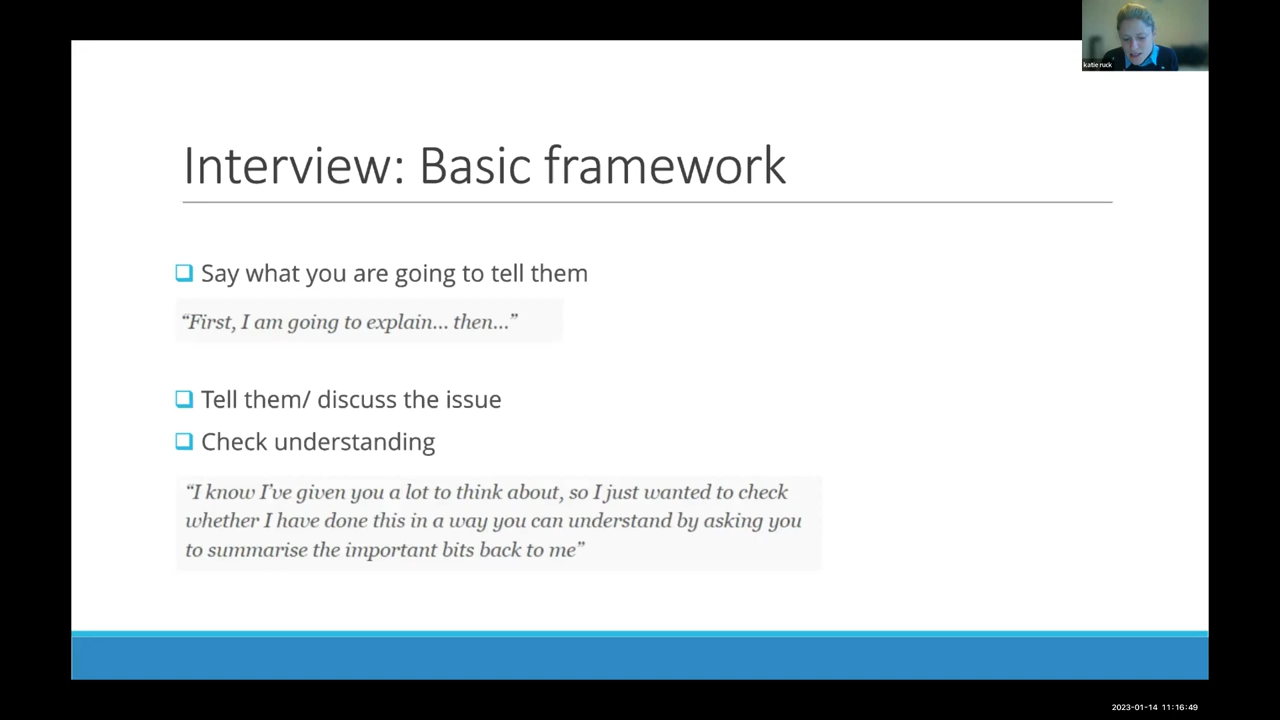 katie ruck
Interview: Basic framework
Say what you are going to tell them
“First, I am going to explain... then...”
Tell them/ discuss the issue
Check understanding
“I know I’ve given you a lot to think about, so I just wanted to check
whether I have done this in a way you can understand by asking you
to summarise the important bits back to me”
2023-01-14 11:16:49